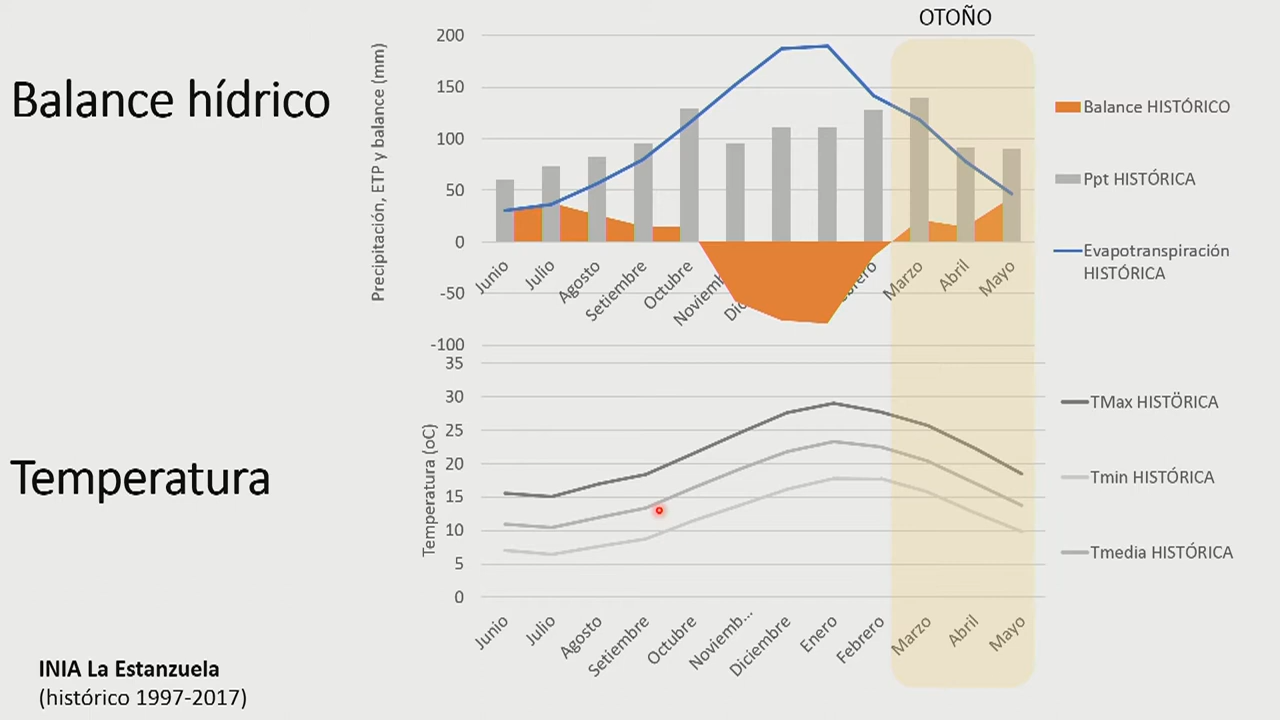 OTOÑO
Balance hídrico
Precipitación, ETP y balance (mm)
200
150
100
50
0
-50
-100
Junio
Julio
Agosto
Setiembre
Octubre
Marzo
Abril
Mayo
Balance HISTÓRICO
Ppt HISTÓRICA
Evapotranspiración
HISTÓRICA
Temperatura
Temperatura (oC)
35
30
25
20
15
10
5
0
Junio
Julio
Agosto
Setiembre
Octubre
Noviemb...
Diciembre
Enero
Febrero
Marzo
Abril
Mayo
TMax HISTÖRICA
Tmin HISTÓRICA
Tmedia HISTÓRICA
INIA La Estanzuela
(histórico 1997-2017)